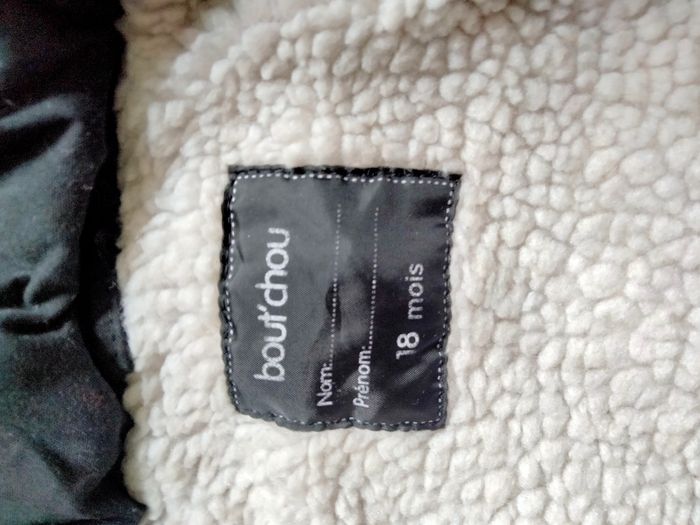 bout'chou
Nom:....................
Prénom:....................
18 mois